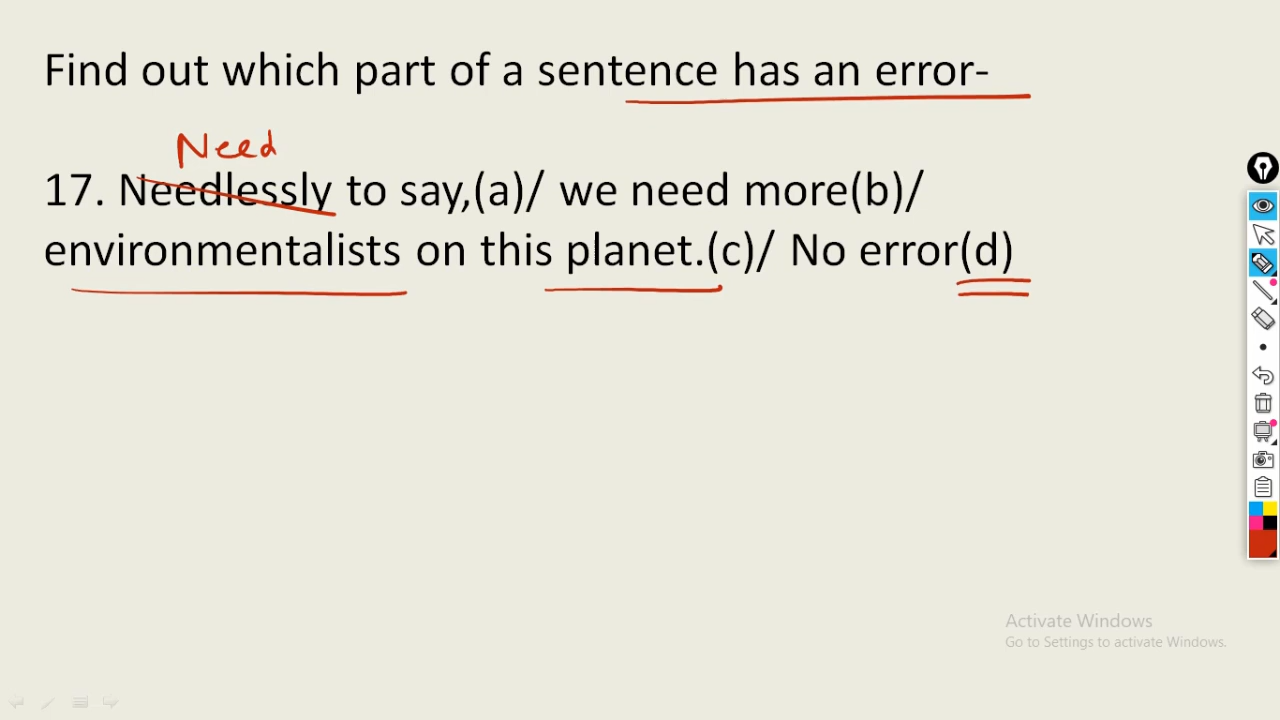 Find out which part of a sentence has an error-
Need
17. Needlessly to say,(a)/ we need more(b)/
environmentalists on this planet.(c)/ No error(d)
Activate Windows
Go to Settings to activate Windows.